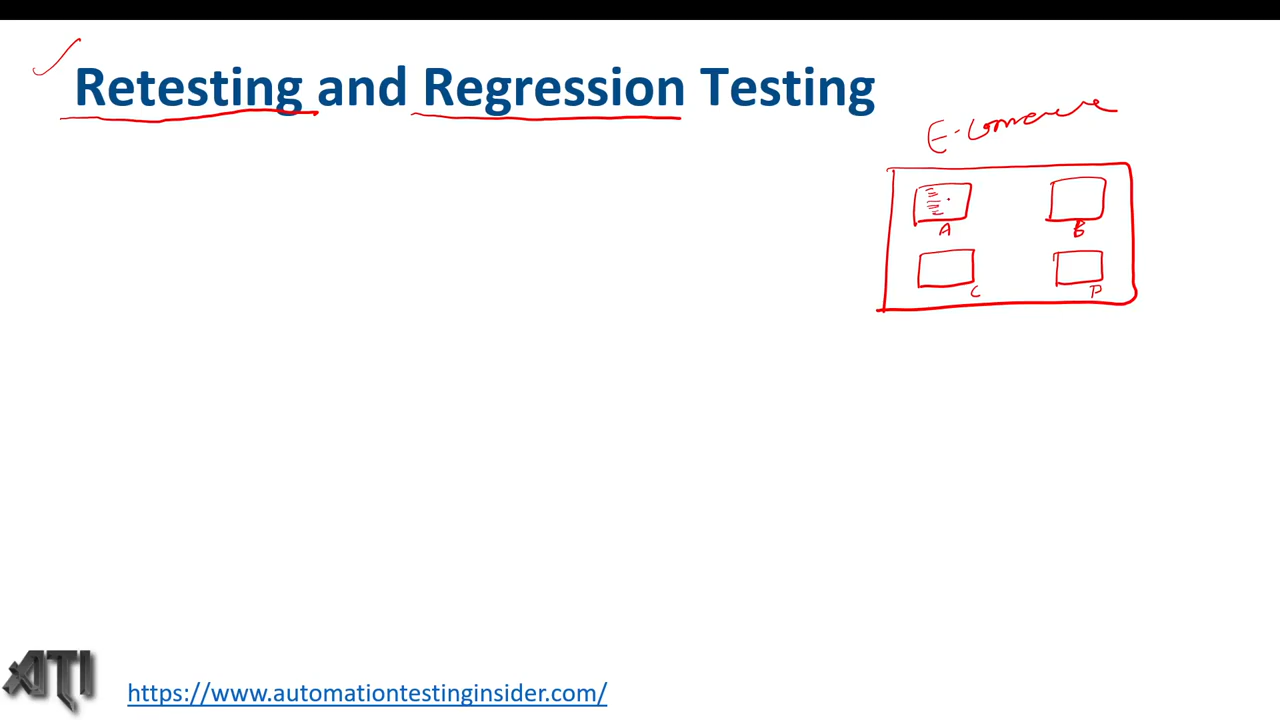 Retesting and Regression Testing
E-Commerce
A
B
C
D
ATI
https://www.automationtestinginsider.com/